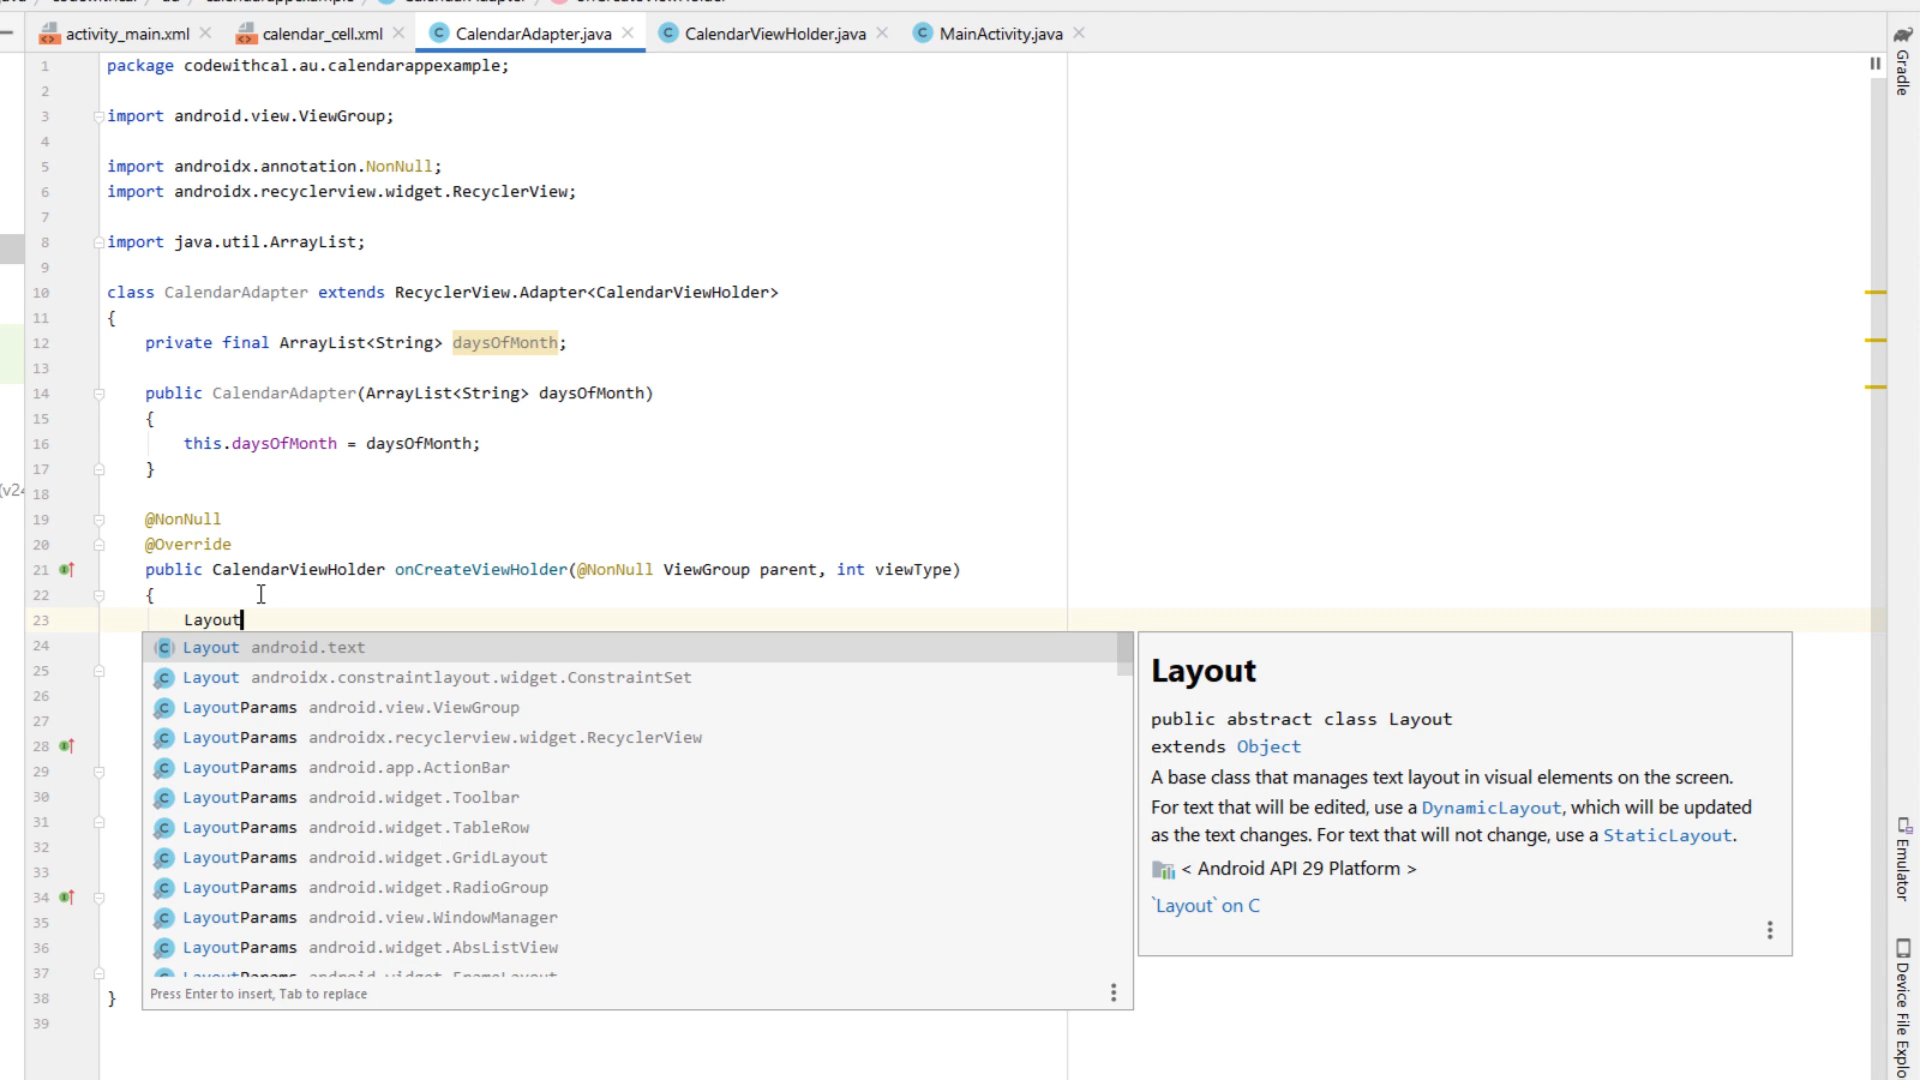 codewithcal / au / calendarappexample / CalendarAdapter / onCreateViewHolder
activity_main.xml calendar_cell.xml CalendarAdapter.java CalendarViewHolder.java MainActivity.java
1 package codewithcal.au.calendarappexample;
2
3 import android.view.ViewGroup;
4
5 import androidx.annotation.NonNull;
6 import androidx.recyclerview.widget.RecyclerView;
7
8 import java.util.ArrayList;
9
10 class CalendarAdapter extends RecyclerView.Adapter<CalendarViewHolder>
11 {
12 private final ArrayList<String> daysOfMonth;
13
14 public CalendarAdapter(ArrayList<String> daysOfMonth)
15 {
16 this.daysOfMonth = daysOfMonth;
17 }
(v24
18
19 @NonNull
20 @Override
21 public CalendarViewHolder onCreateViewHolder(@NonNull ViewGroup parent, int viewType)
22 {
23 Layout
24
25
26
27
28
29
30
31
32
33
34
35
36
37
38 }
39
Layout android.text
Layout androidx.constraintlayout.widget.ConstraintSet
LayoutParams android.view.ViewGroup
LayoutParams androidx.recyclerview.widget.RecyclerView
LayoutParams android.app.ActionBar
LayoutParams android.widget.Toolbar
LayoutParams android.widget.TableRow
LayoutParams android.widget.GridLayout
LayoutParams android.widget.RadioGroup
LayoutParams android.view.WindowManager
LayoutParams android.widget.AbsListView
LayoutParams android.widget.FrameLayout
Press Enter to insert, Tab to replace
Layout
public abstract class Layout
extends Object
A base class that manages text layout in visual elements on the screen.
For text that will be edited, use a DynamicLayout, which will be updated
as the text changes. For text that will not change, use a StaticLayout.
< Android API 29 Platform >
`Layout` on C
Gradle
Emulator
Device File Explo